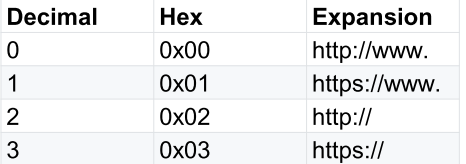 Decimal Hex Expansion
0 0x00 http://www.
1 0x01 https://www.
2 0x02 http://
3 0x03 https://